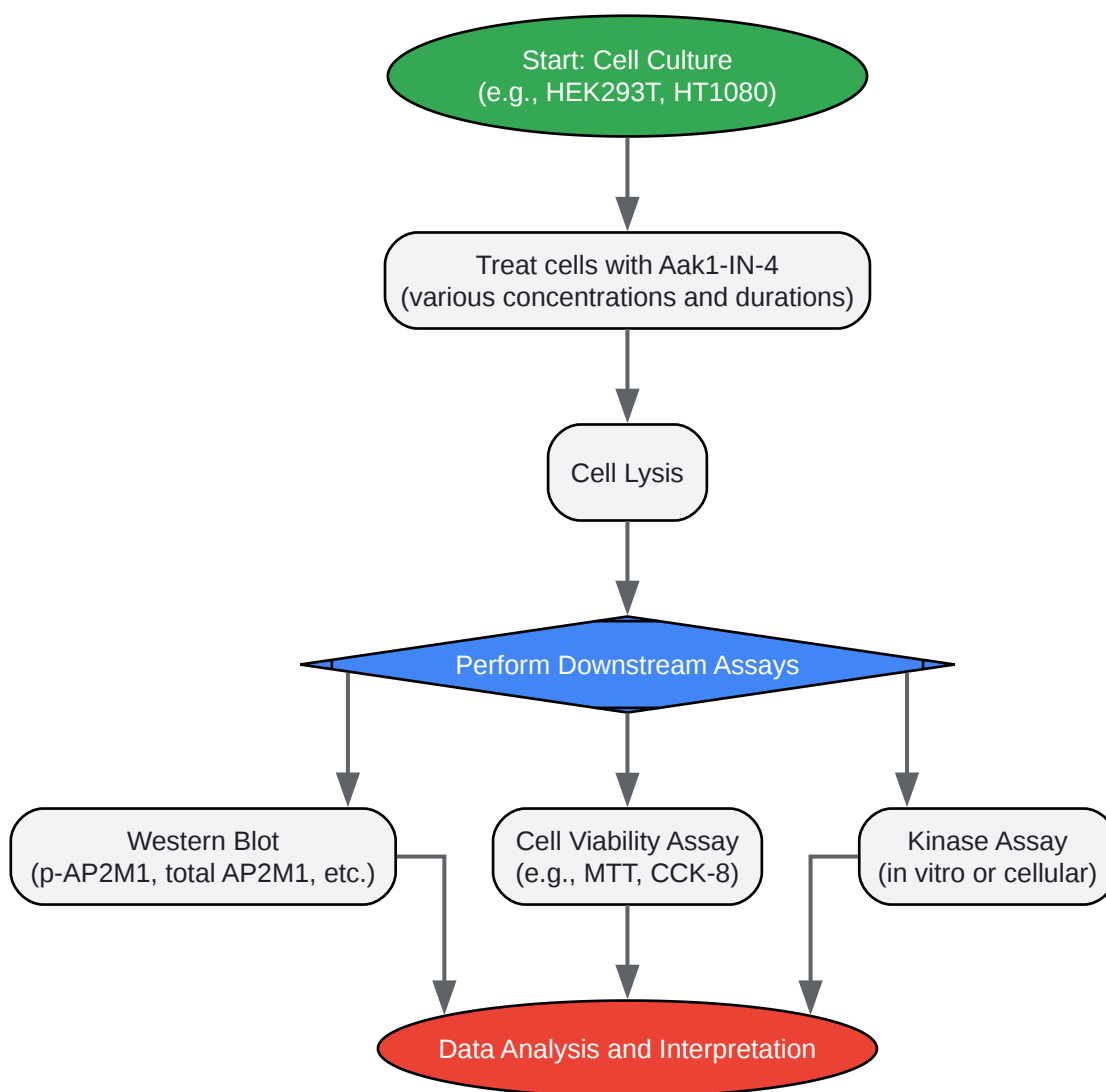 Start: Cell Culture
(e.g., HEK293T, HT1080)
Treat cells with Aak1-IN-4
(various concentrations and durations)
Cell Lysis
Perform Downstream Assays
Western Blot
(p-AP2M1, total AP2M1, etc.)
Cell Viability Assay
(e.g., MTT, CCK-8)
Kinase Assay
(in vitro or cellular)
Data Analysis and Interpretation